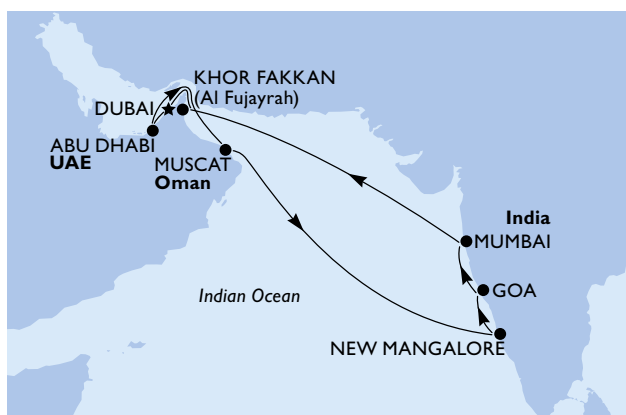 KHOR FAKKAN
(Al Fujayrah)
DUBAI
ABU DHABI
UAE
MUSCAT
Oman
India
MUMBAI
GOA
Indian Ocean
NEW MANGALORE